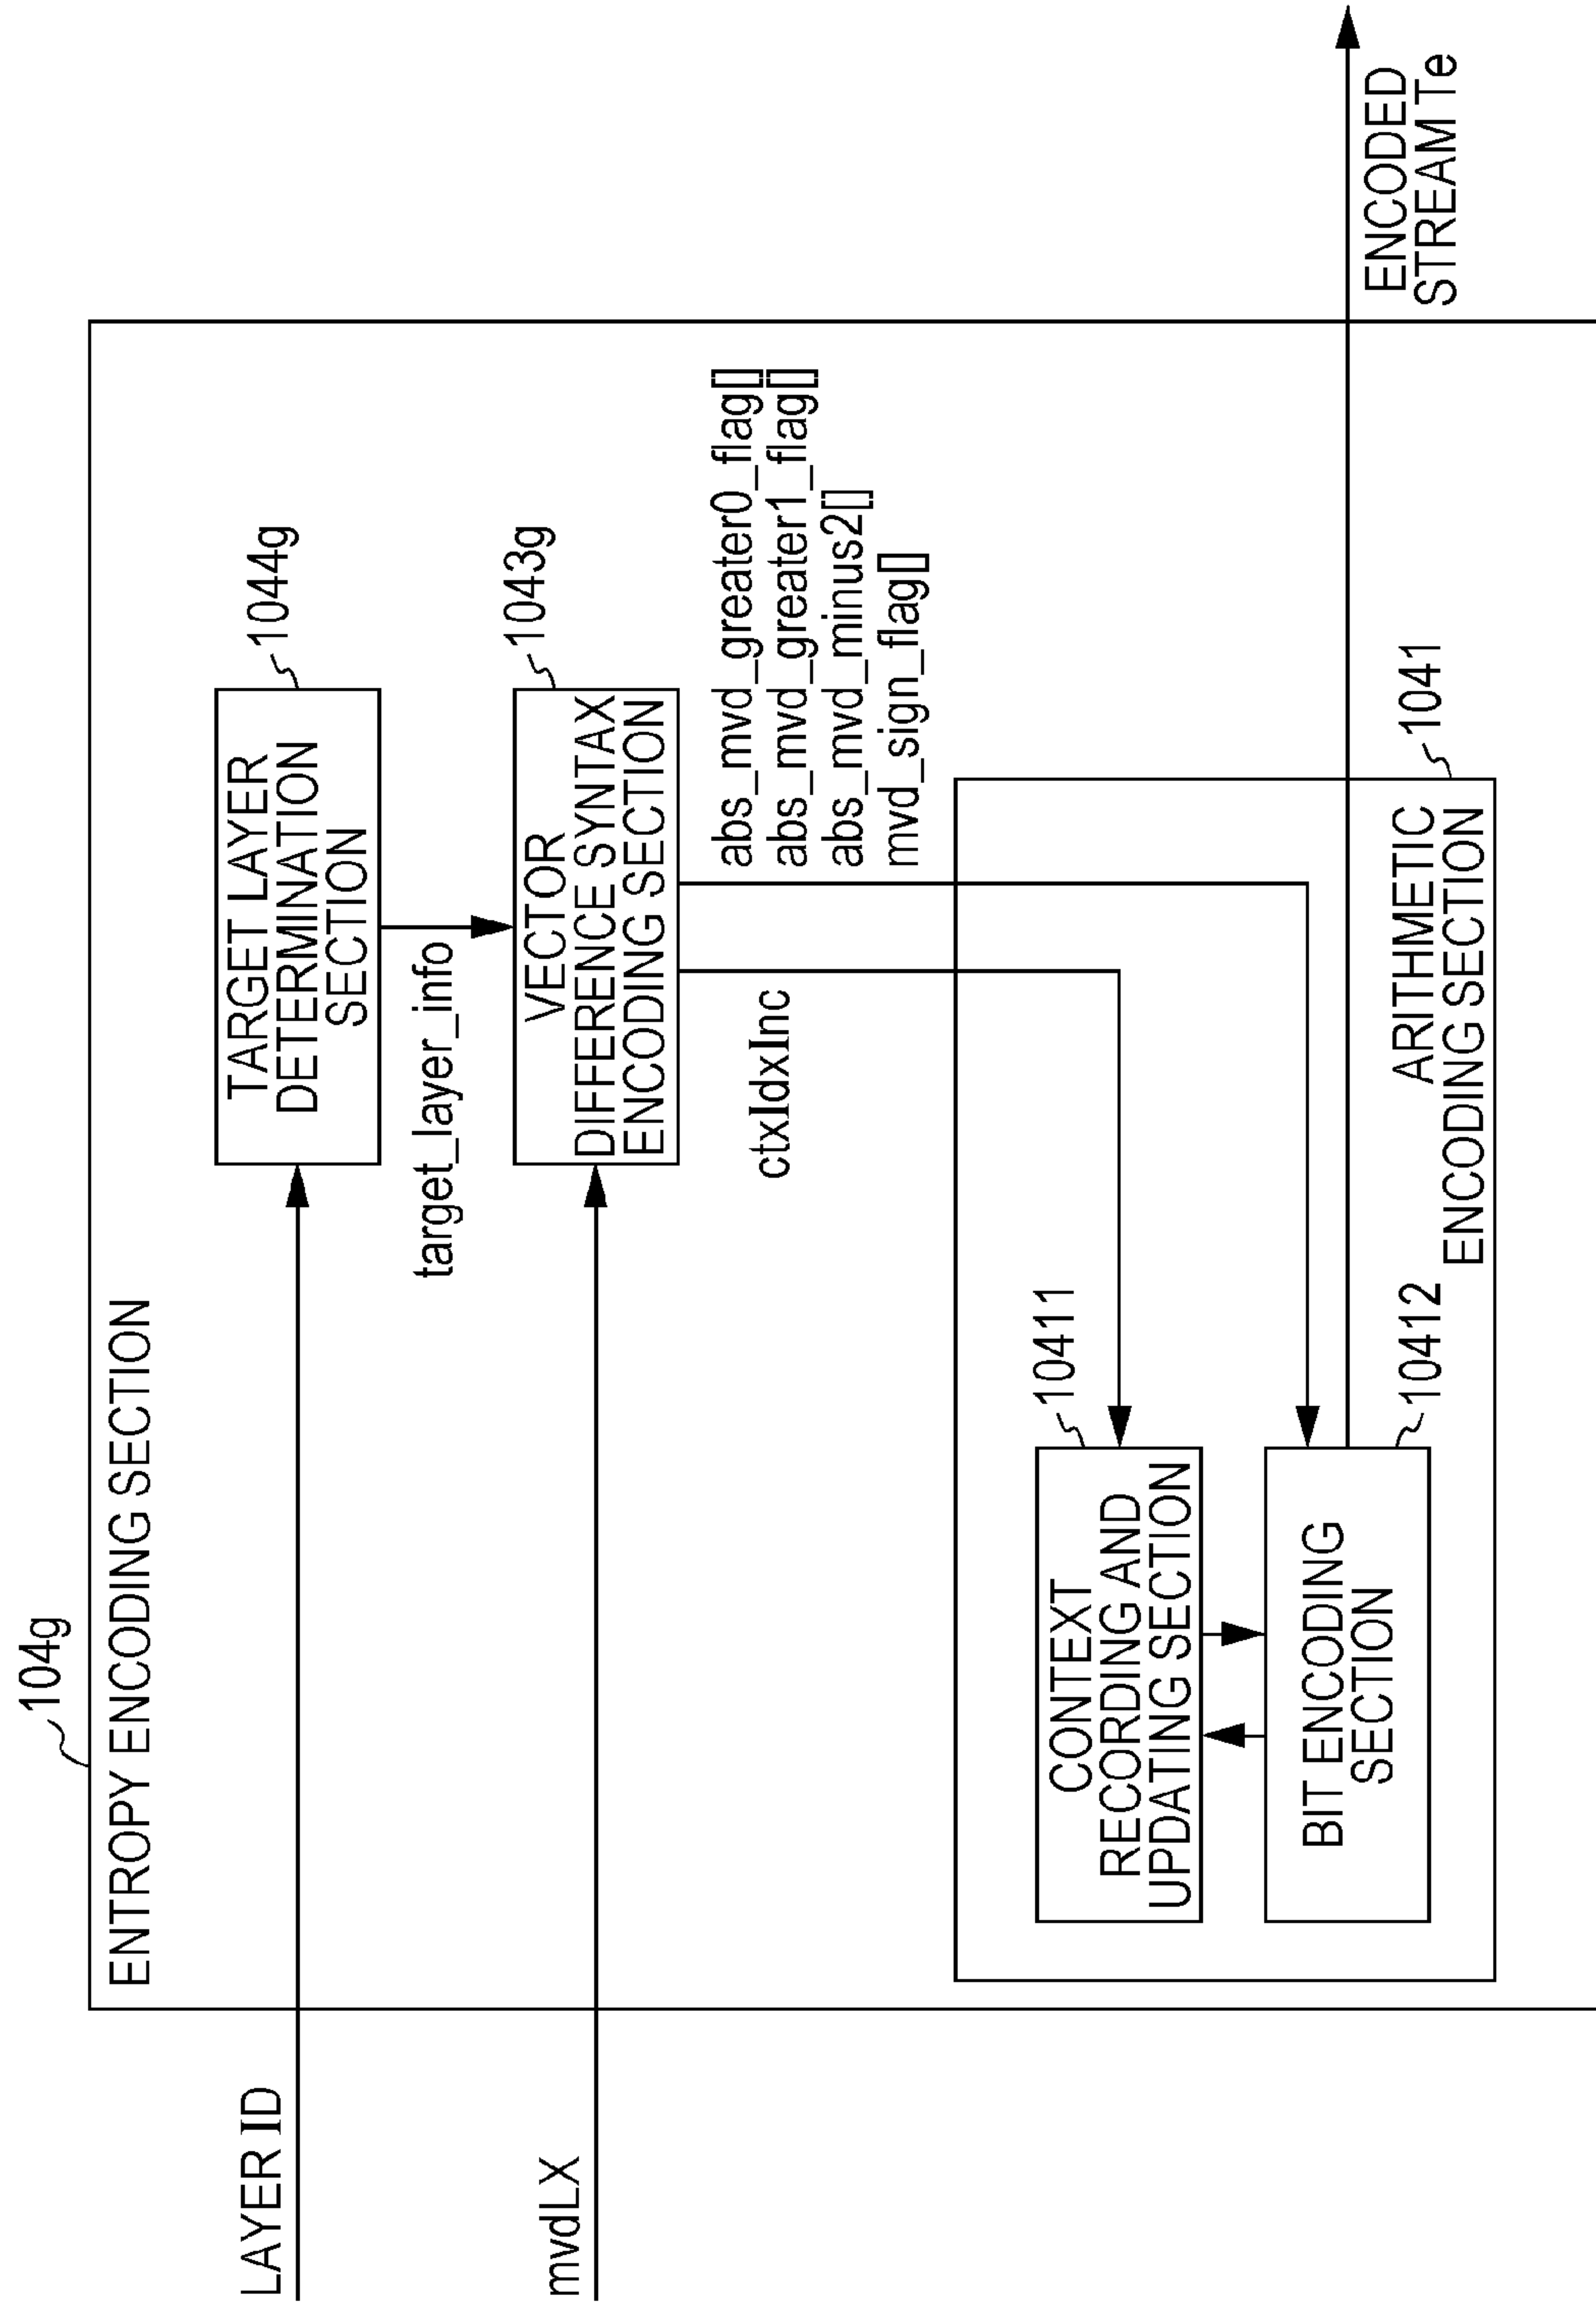 104g
ENTROPY ENCODING SECTION
LAYER ID
TARGET LAYER
DETERMINATION
SECTION
1044g
target_layer_info
mvdLX
VECTOR
DIFFERENCE SYNTAX
ENCODING SECTION
1043g
ctxIdxInc
abs_mvd_greater0_flag[]
abs_mvd_greater1_flag[]
abs_mvd_minus2[]
mvd_sign_flag[]
10411
CONTEXT
RECORDING AND
UPDATING SECTION
BIT ENCODING
SECTION
10412
ARITHMETIC
ENCODING SECTION
1041
ENCODED
STREAM Te